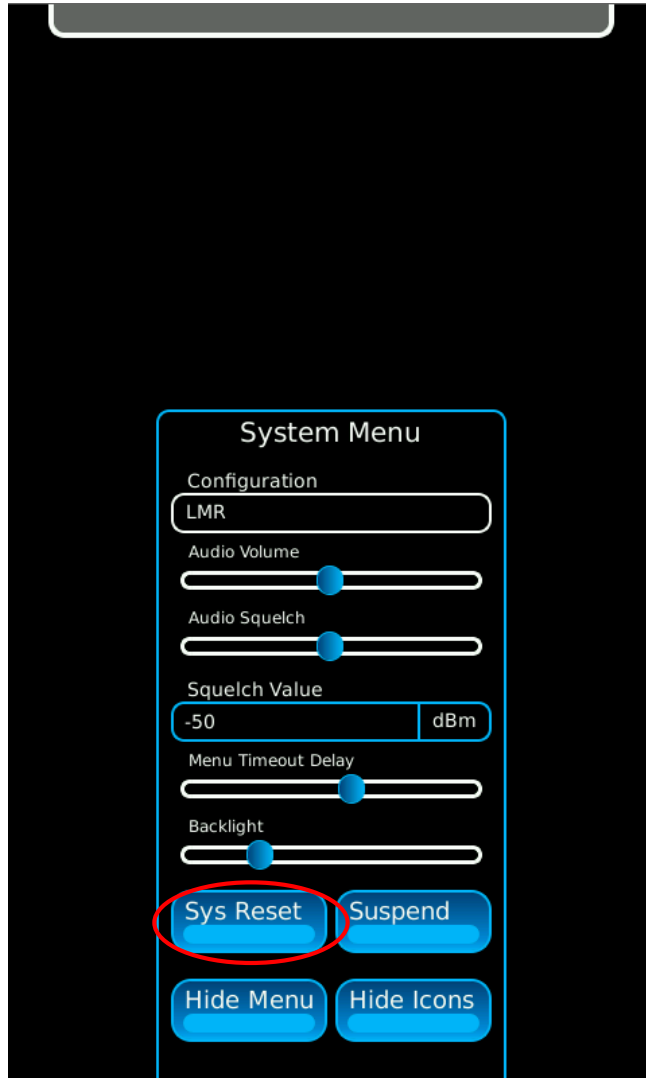 System Menu
Configuration
LMR
Audio Volume
Audio Squelch
Squelch Value
-50 dBm
Menu Timeout Delay
Backlight
Sys Reset Suspend
Hide Menu Hide Icons